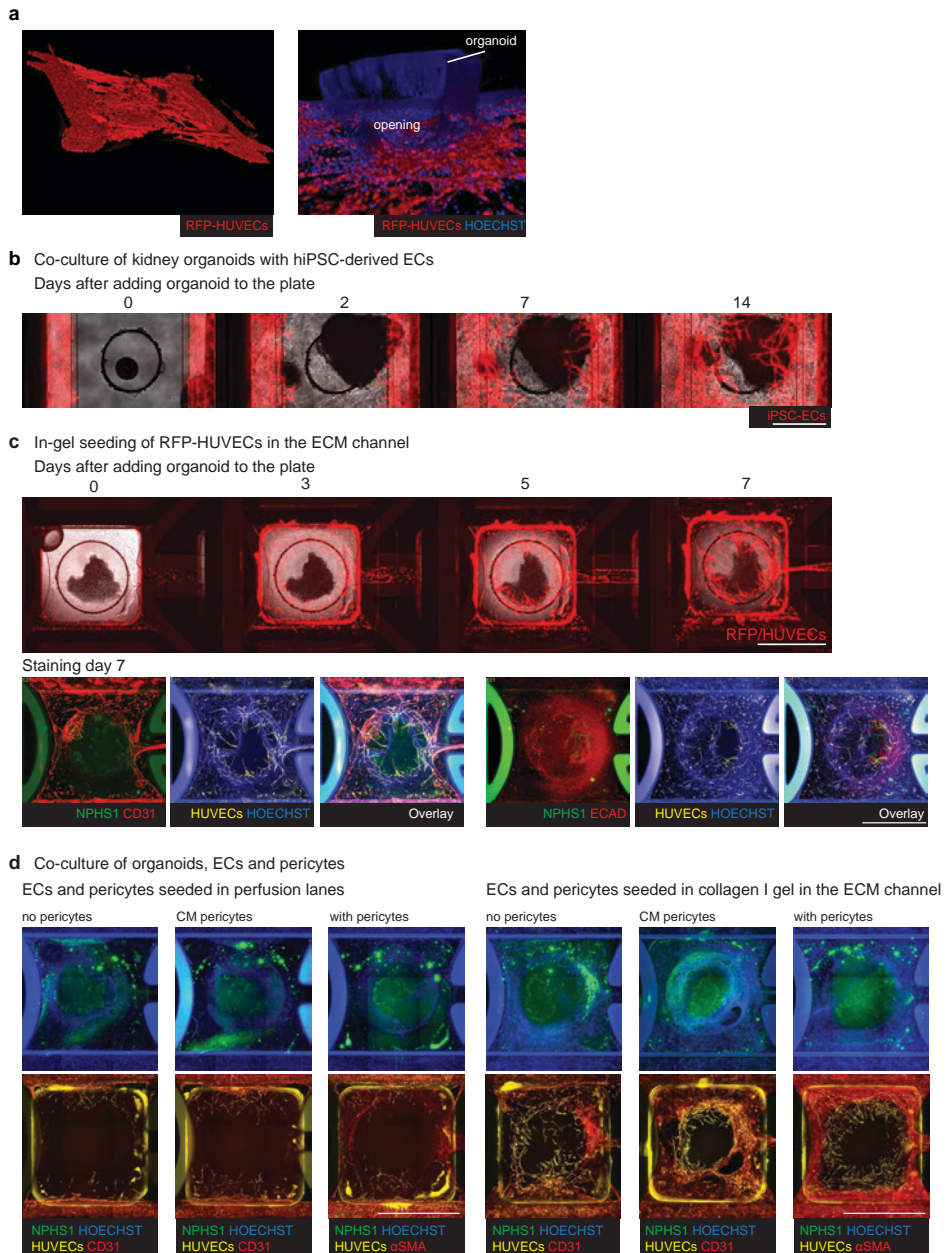 a
organoid
opening
RFP-HUVECs
RFP-HUVECs HOECHST
b Co-culture of kidney organoids with hiPSC-derived ECs
Days after adding organoid to the plate
0 2 7 14
iPSC-ECs
c In-gel seeding of RFP-HUVECs in the ECM channel
Days after adding organoid to the plate
0 3 5 7
RFP/HUVECs
Staining day 7
NPHS1 CD31 HUVECs HOECHST Overlay NPHS1 ECAD HUVECs HOECHST Overlay
d Co-culture of organoids, ECs and pericytes
ECs and pericytes seeded in perfusion lanes ECs and pericytes seeded in collagen I gel in the ECM channel
no pericytes CM pericytes with pericytes no pericytes CM pericytes with pericytes
NPHS1 HOECHST NPHS1 HOECHST NPHS1 HOECHST NPHS1 HOECHST NPHS1 HOECHST NPHS1 HOECHST
HUVECs CD31 HUVECs CD31 HUVECs αSMA HUVECs CD31 HUVECs CD31 HUVECs αSMA